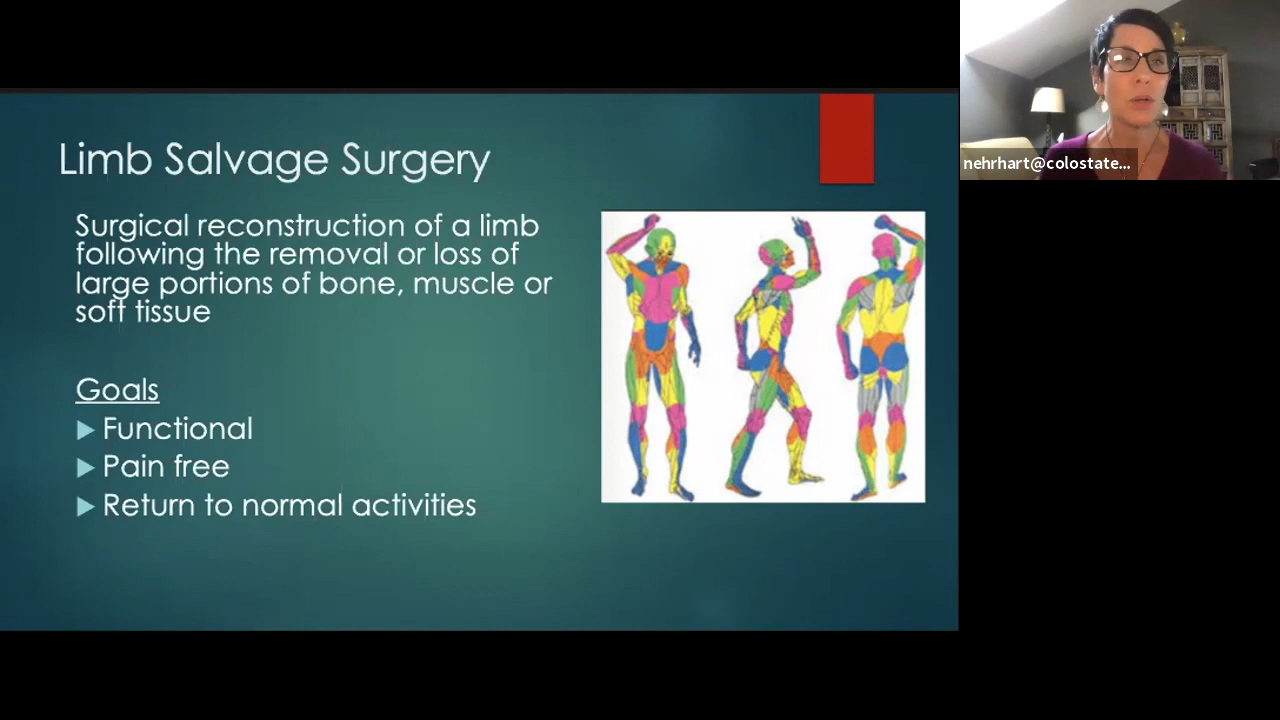 Limb Salvage Surgery
Surgical reconstruction of a limb
following the removal or loss of
large portions of bone, muscle or
soft tissue
Goals
Functional
Pain free
Return to normal activities
nehrhart@colostate...